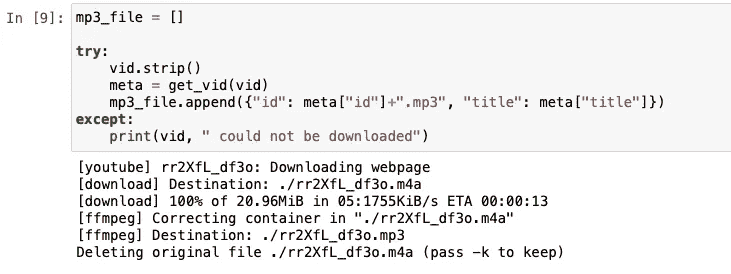 In [9]: mp3_file = []
try:
    vid.strip()
    meta = get_vid(vid)
    mp3_file.append({"id": meta["id"]+".mp3", "title": meta["title"]})
except:
    print(vid, " could not be downloaded")
[youtube] rr2XfL_df3o: Downloading webpage
[download] Destination: ./rr2XfL_df3o.m4a
[download] 100% of 20.96MiB in 05:1755KiB/s ETA 00:00:13
[ffmpeg] Correcting container in "./rr2XfL_df3o.m4a"
[ffmpeg] Destination: ./rr2XfL_df3o.mp3
Deleting original file ./rr2XfL_df3o.m4a (pass -k to keep)